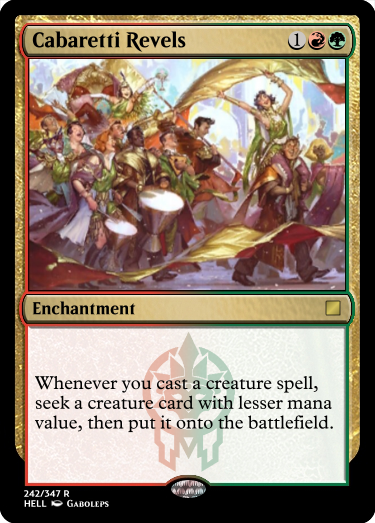 Cabaretti Revels 1
Enchantment
Whenever you cast a creature spell,
seek a creature card with lesser mana
value, then put it onto the battlefield.
242/347 R
HELL Gaboleps